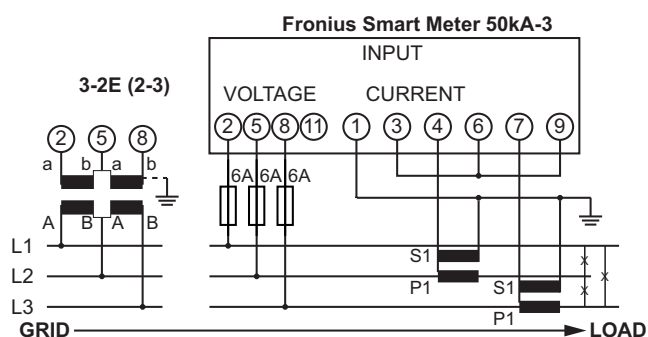 Fronius Smart Meter 50kA-3
INPUT
3-2E (2-3)
VOLTAGE CURRENT
2 5 8
2 5 8 11 1 3 4 6 7 9
a b a b
6A 6A 6A
A B A B
L1
S1
x
L2
P1 S1
x x
L3
P1
GRID LOAD